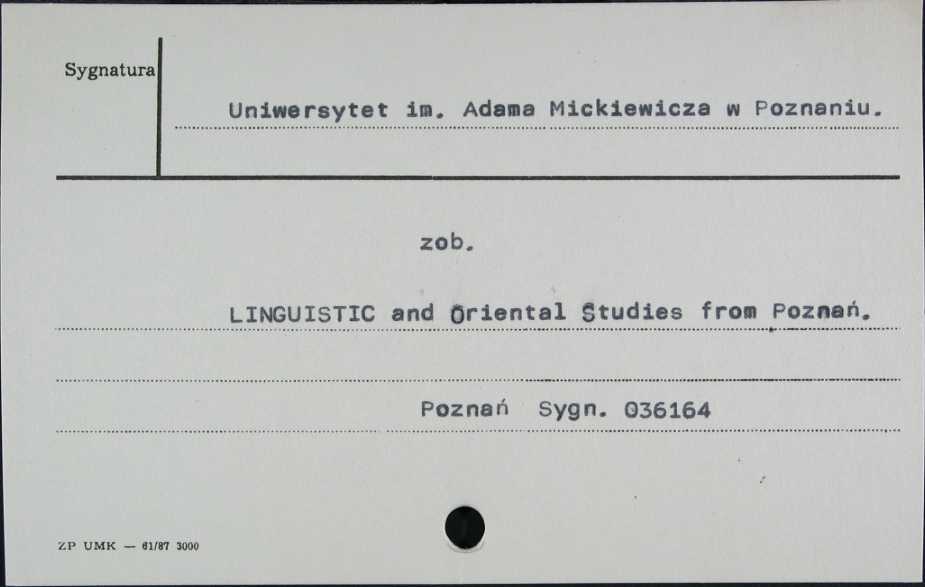 Sygnatura
Uniwersytet im. Adama Mickiewicza w Poznaniu.
zob.
LINGUISTIC and Oriental Studies from Poznań.
Poznań Sygn. 036164
ZP UMK — 61/87 3000